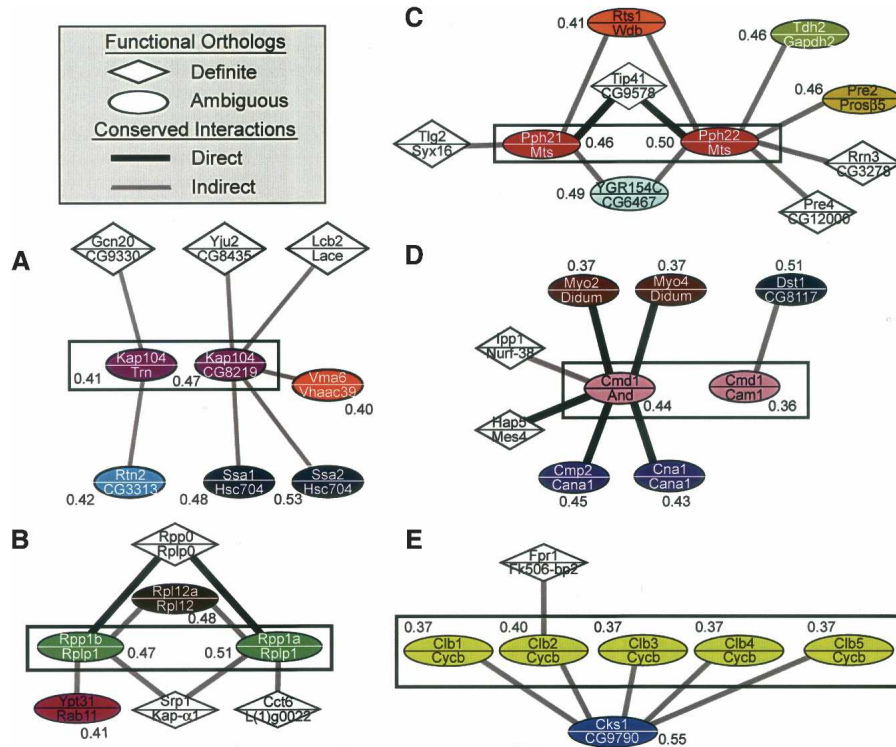 Functional Orthologs
Definite
Ambiguous
Conserved Interactions
Direct
Indirect
A
Gcn20
CG9330
Yju2
CG8435
Lcb2
Lace
Kap104
Trn
0.41
Kap104
CG8219
0.47
Vma6
Vhaac39
0.40
Rtn2
CG3313
0.42
Ssa1
Hsc704
0.48
Ssa2
Hsc704
0.53
B
Rpp0
Rplp0
Rpl12a
Rpl12
0.48
Rpp1b
Rplp1
0.47
Rpp1a
Rplp1
0.51
Ypt31
Rab11
0.41
Srp1
Kap-α1
Cct6
L(1)g0022
C
0.41
Rts1
Wdb
0.46
Tdh2
Gapdh2
Tip41
CG9578
0.46
Pre2
Prosβ5
Tlg2
Syx16
Pph21
Mts
0.46
0.50
Pph22
Mts
Rrn3
CG3278
0.49
YGR154C
CG6467
Pre4
CG12000
D
0.37
Myo2
Didum
0.37
Myo4
Didum
0.51
Dst1
CG8117
Ipp1
Nurf-38
Cmd1
And
0.44
Cmd1
Cam1
0.36
Hap5
Mes4
Cmp2
Cana1
0.45
Cna1
Cana1
0.43
E
Fpr1
Fk506-bp2
0.37
Clb1
Cycb
0.40
Clb2
Cycb
0.37
Clb3
Cycb
0.37
Clb4
Cycb
0.37
Clb5
Cycb
Cks1
CG9790
0.55